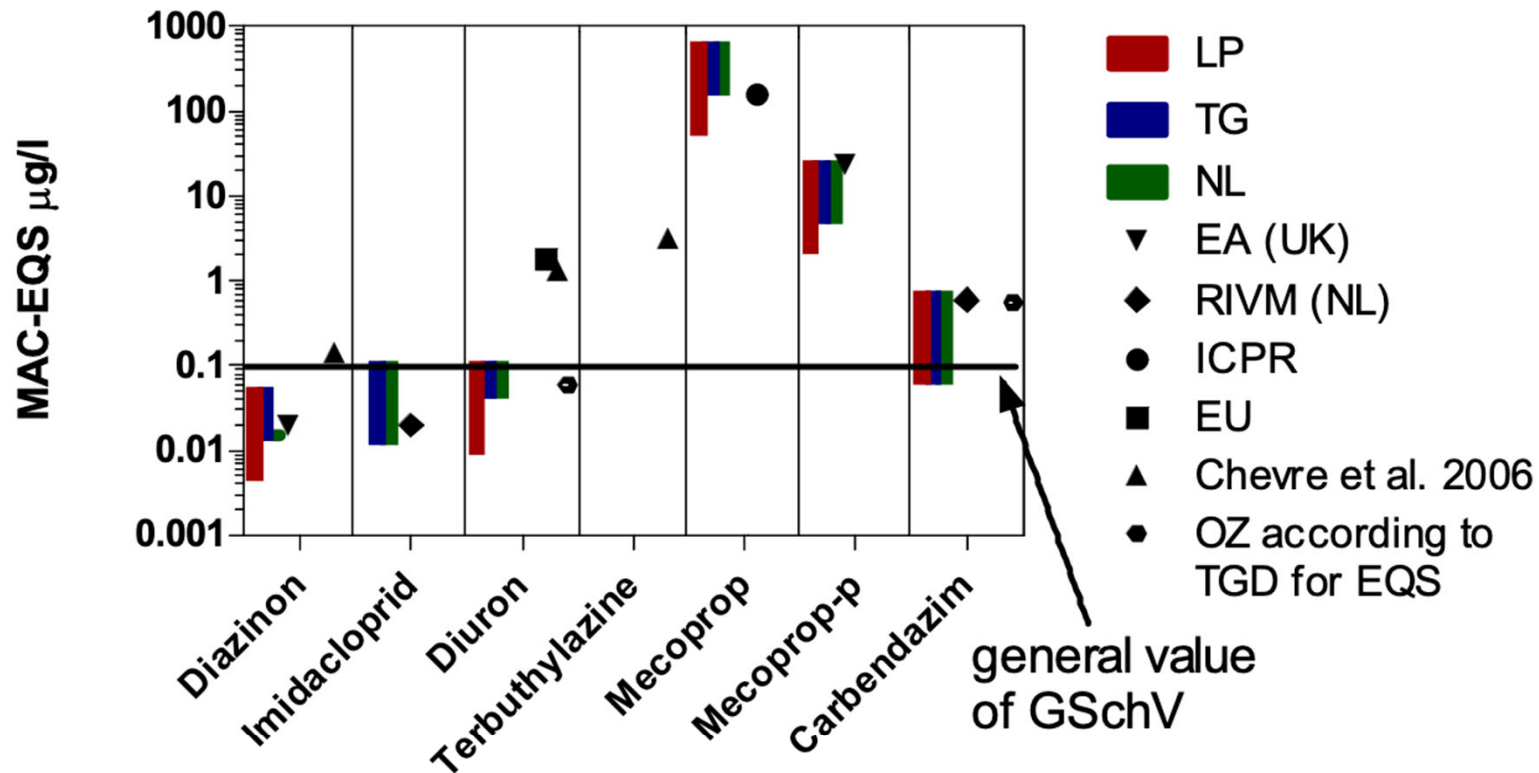 MAC-EQS µg/l
1000
100
10
1
0.1
0.01
0.001
Diazinon
Imidacloprid
Diuron
Terbuthylazine
Mecoprop
Mecoprop-p
Carbendazim
LP
TG
NL
EA (UK)
RIVM (NL)
ICPR
EU
Chevre et al. 2006
OZ according to
TGD for EQS
general value
of GSchV